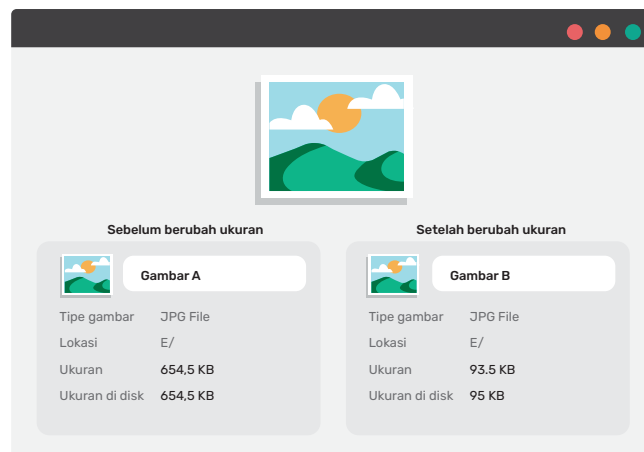 Sebelum berubah ukuran
Gambar A
Tipe gambar JPG File
Lokasi E/
Ukuran 654,5 KB
Ukuran di disk 654,5 KB
Setelah berubah ukuran
Gambar B
Tipe gambar JPG File
Lokasi E/
Ukuran 93.5 KB
Ukuran di disk 95 KB